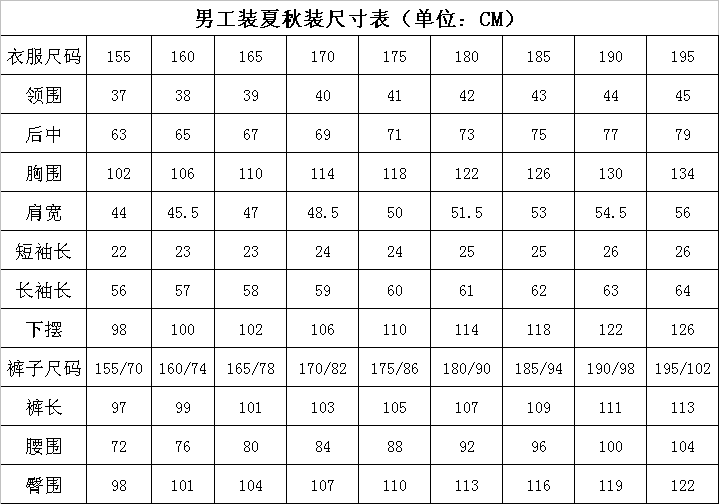 男工装夏秋装尺寸表（单位：CM）
衣服尺码 155 160 165 170 175 180 185 190 195
领围 37 38 39 40 41 42 43 44 45
后中 63 65 67 69 71 73 75 77 79
胸围 102 106 110 114 118 122 126 130 134
肩宽 44 45.5 47 48.5 50 51.5 53 54.5 56
短袖长 22 23 23 24 24 25 25 26 26
长袖长 56 57 58 59 60 61 62 63 64
下摆 98 100 102 106 110 114 118 122 126
裤子尺码 155/70 160/74 165/78 170/82 175/86 180/90 185/94 190/98 195/102
裤长 97 99 101 103 105 107 109 111 113
腰围 72 76 80 84 88 92 96 100 104
臀围 98 101 104 107 110 113 116 119 122